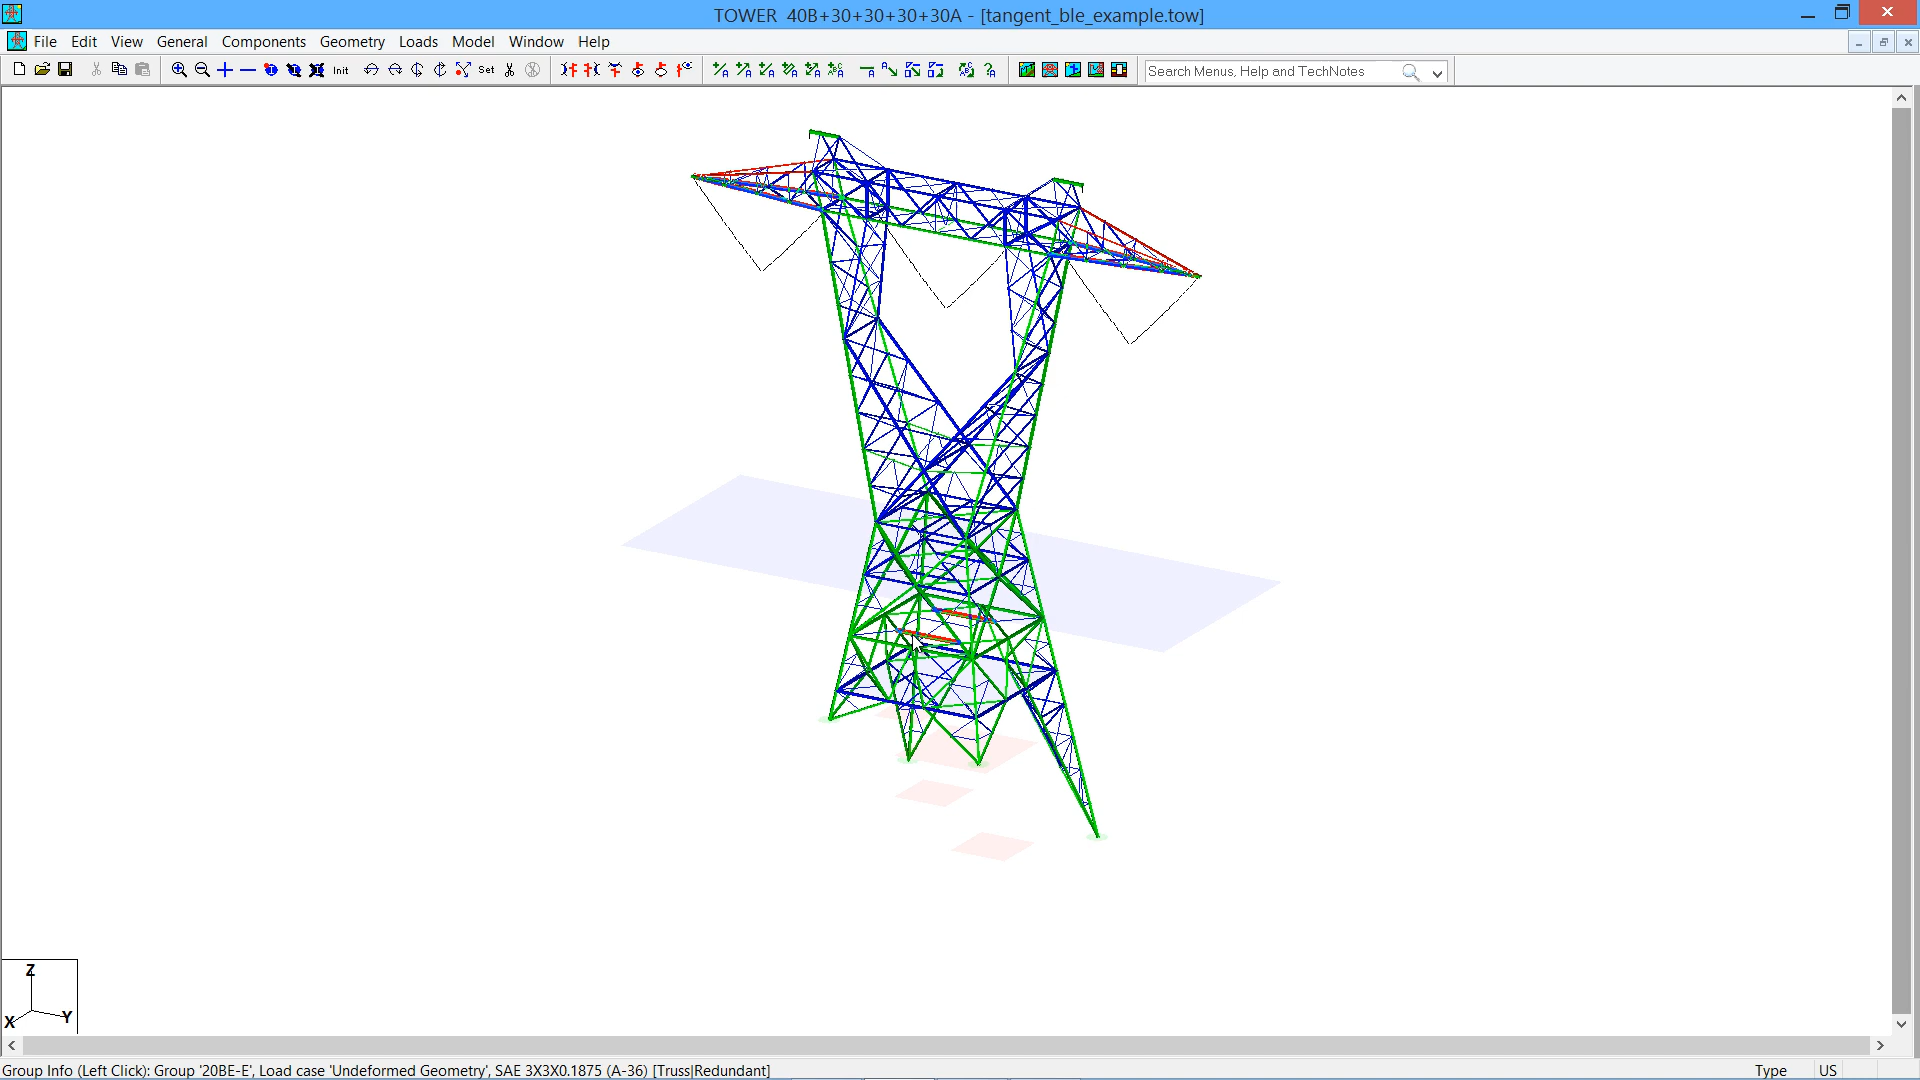 TOWER 40B+30+30+30+30A - [tangent_ble_example.tow]
File Edit View General Components Geometry Loads Model Window Help
Init Set Search Menus, Help and TechNotes
Z
X Y
Group Info (Left Click): Group '20BE-E', Load case 'Undeformed Geometry', SAE 3X3X0.1875 (A-36) [Truss|Redundant] Type US